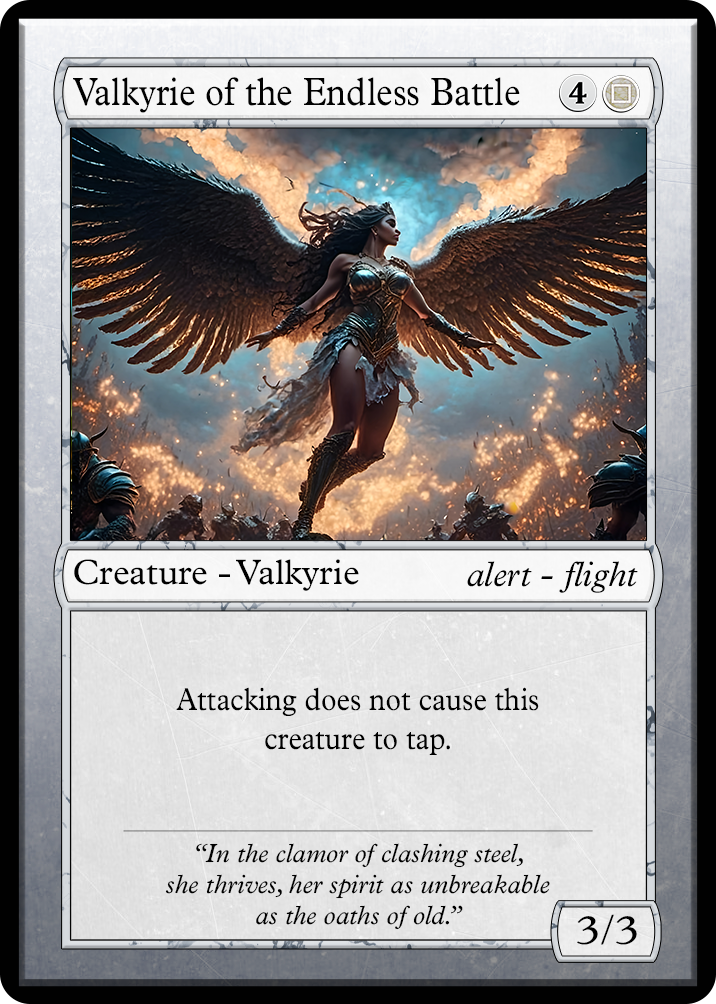 Valkyrie of the Endless Battle 4
Creature - Valkyrie alert - flight
Attacking does not cause this
creature to tap.
“In the clamor of clashing steel,
she thrives, her spirit as unbreakable
as the oaths of old.”
3/3